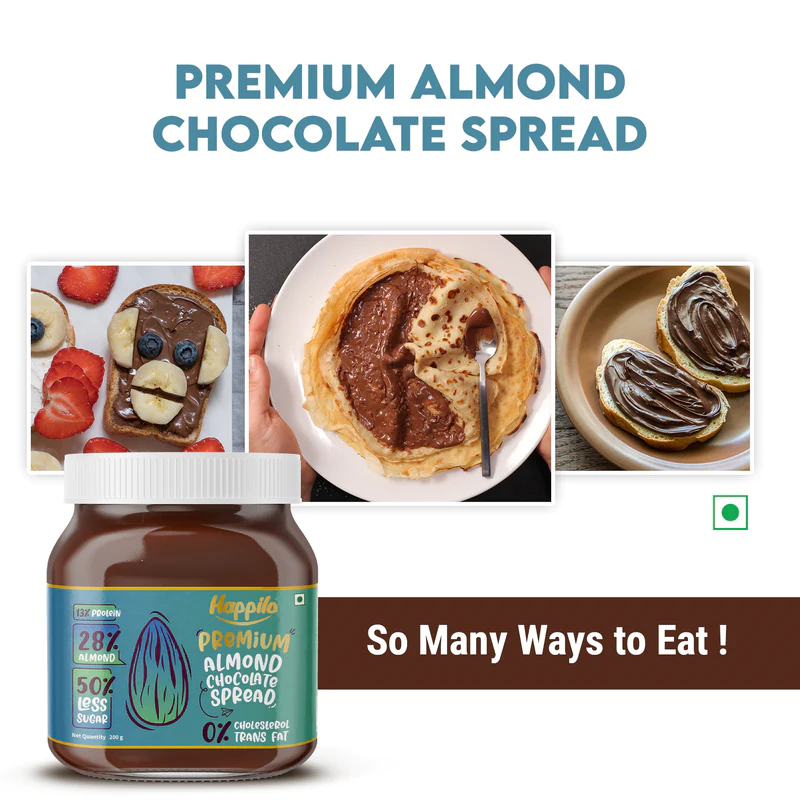 PREMIUM ALMOND
CHOCOLATE SPREAD
Happilo
PREMIUM
ALMOND
CHOCOLATE
SPREAD
13% PROTEIN
28%
ALMOND
50%
LESS
SUGAR
0% CHOLESTEROL
TRANS FAT
Net Quantity 200 g
So Many Ways to Eat !